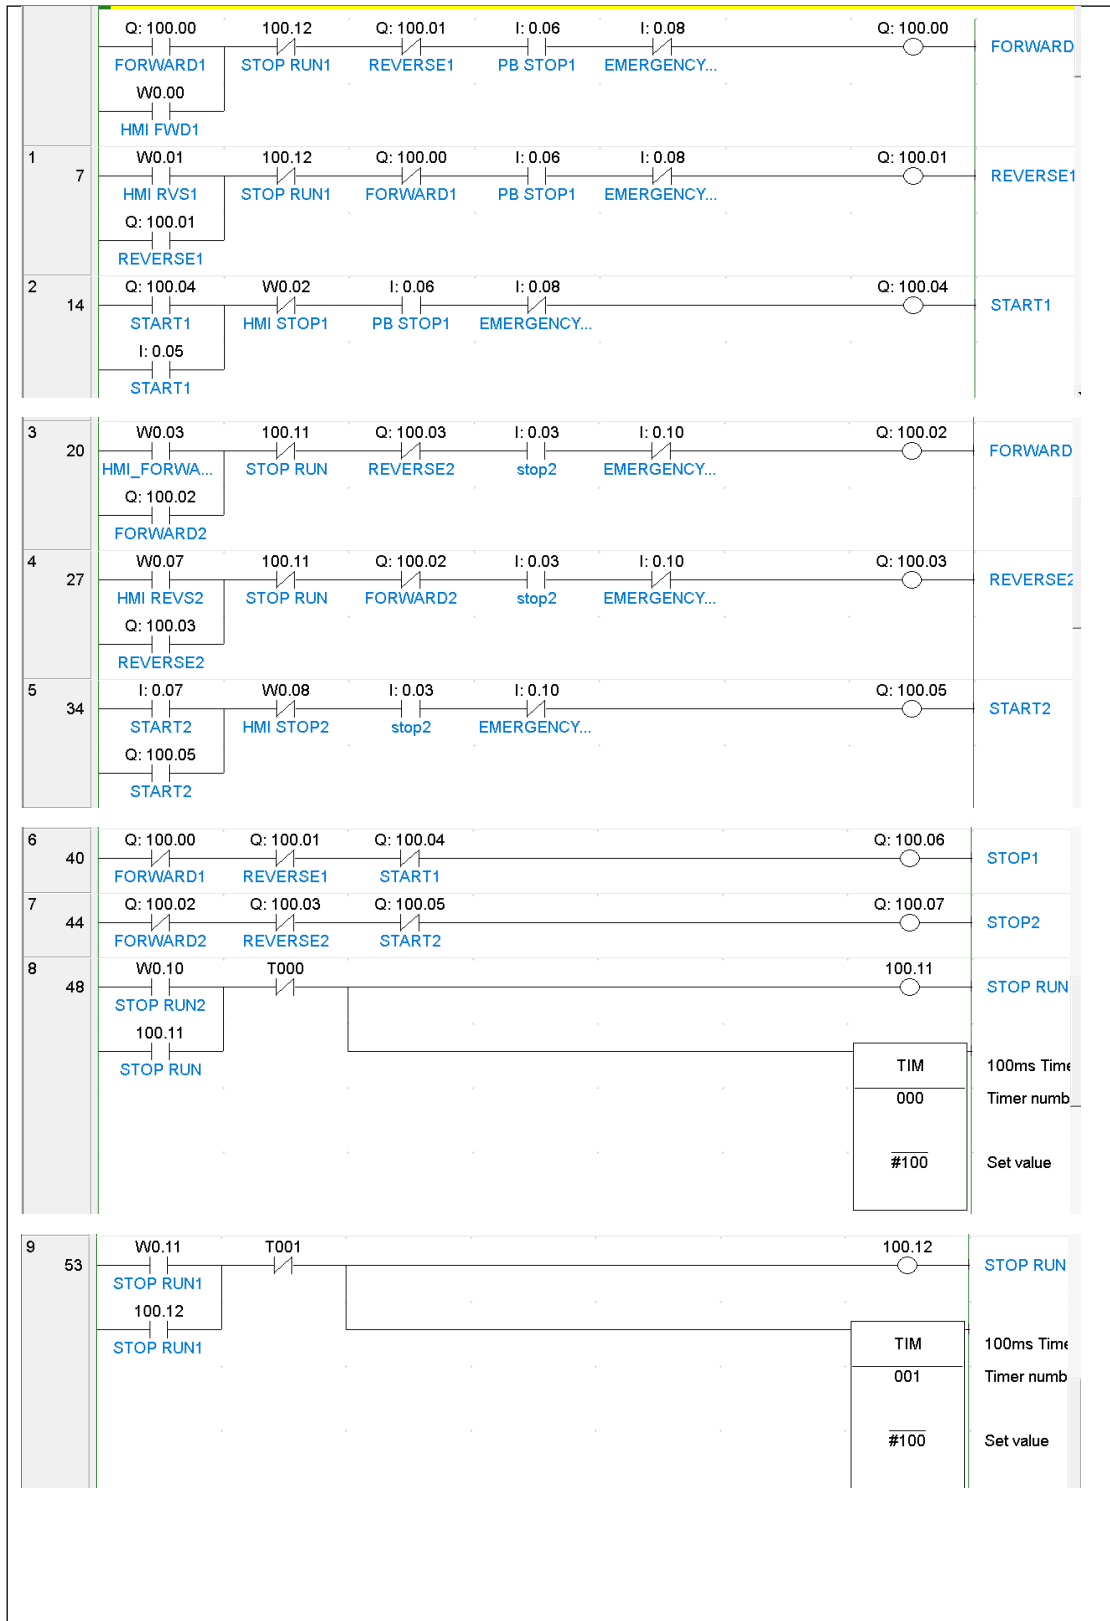 Q: 100.00 100.12 Q: 100.01 I: 0.06 I: 0.08 Q: 100.00
FORWARD1 STOP RUN1 REVERSE1 PB STOP1 EMERGENCY... FORWARD
W0.00
HMI FWD1
1 W0.01 100.12 Q: 100.00 I: 0.06 I: 0.08 Q: 100.01
7 REVERSE1
HMI RVS1 STOP RUN1 FORWARD1 PB STOP1 EMERGENCY...
Q: 100.01
REVERSE1
2 Q: 100.04 W0.02 I: 0.06 I: 0.08 Q: 100.04
14 START1
START1 HMI STOP1 PB STOP1 EMERGENCY...
I: 0.05
START1
3 W0.03 100.11 Q: 100.03 I: 0.03 I: 0.10 Q: 100.02
20 FORWARD
HMI_FORWA... STOP RUN REVERSE2 stop2 EMERGENCY...
Q: 100.02
FORWARD2
4 W0.07 100.11 Q: 100.02 I: 0.03 I: 0.10 Q: 100.03
27 REVERSE2
HMI REVS2 STOP RUN FORWARD2 stop2 EMERGENCY...
Q: 100.03
REVERSE2
5 I: 0.07 W0.08 I: 0.03 I: 0.10 Q: 100.05
34 START2
START2 HMI STOP2 stop2 EMERGENCY...
Q: 100.05
START2
6 Q: 100.00 Q: 100.01 Q: 100.04 Q: 100.06
40 STOP1
FORWARD1 REVERSE1 START1
7 Q: 100.02 Q: 100.03 Q: 100.05 Q: 100.07
44 STOP2
FORWARD2 REVERSE2 START2
8 W0.10 T000 100.11
48 STOP RUN
STOP RUN2
100.11
STOP RUN
TIM 100ms Time
000 Timer numb
#100 Set value
9 W0.11 T001 100.12
53 STOP RUN
STOP RUN1
100.12
STOP RUN1
TIM 100ms Time
001 Timer numb
#100 Set value